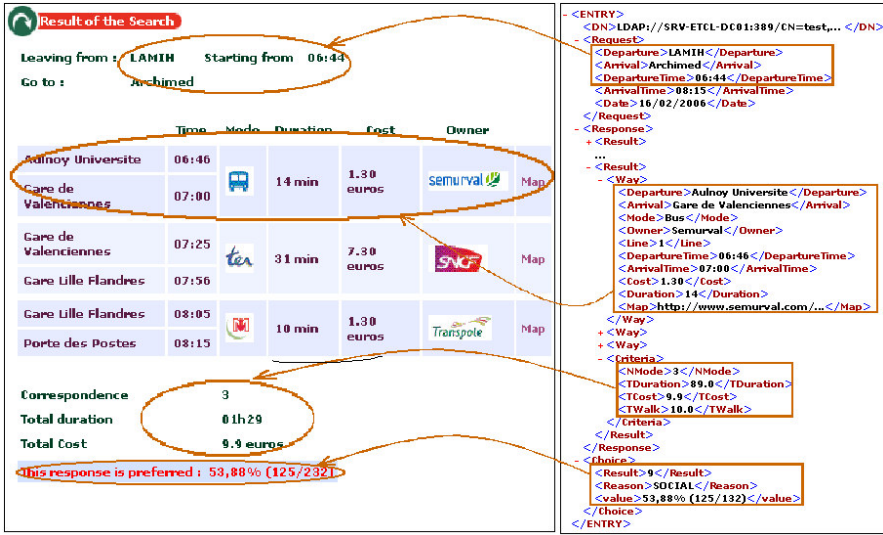 Result of the Search
Leaving from : LAMIH Starting from 06:44
Go to : Archimed
Time Mode Duration Cost Owner
Aulnoy Universite 06:46
14 min 1.30 euros semurval Map
Gare de Valenciennes 07:00
Gare de Valenciennes 07:25
ter 31 min 7.30 euros SNCF Map
Gare Lille Flandres 07:56
Gare Lille Flandres 08:05
10 min 1.30 euros Transpole Map
Porte des Postes 08:15
Correspondence 3
Total duration 01h29
Total Cost 9.9 euros
This response is preferred : 53,88% (125/232)
- <ENTRY>
<DN>LDAP://SRV-ETCL-DC01:389/CN=test,... </DN>
- <Request>
<Departure>LAMIH</Departure>
<Arrival>Archimed</Arrival>
<DepartureTime>06:44</DepartureTime>
<ArrivalTime>08:15</ArrivalTime>
<Date>16/02/2006</Date>
</Request>
- <Response>
+ <Result>
...
- <Result>
- <Way>
<Departure>Aulnoy Universite</Departure>
<Arrival>Gare de Valenciennes</Arrival>
<Mode>Bus</Mode>
<Owner>Semurval</Owner>
<Line>1</Line>
<DepartureTime>06:46</DepartureTime>
<ArrivalTime>07:00</ArrivalTime>
<Cost>1.30</Cost>
<Duration>14</Duration>
<Map>http://www.semurval.com/...</Map>
</Way>
+ <Way>
+ <Way>
- <Criteria>
<NMode>3</NMode>
<TDuration>89.0</TDuration>
<TCost>9.9</TCost>
<TWalk>10.0</TWalk>
</Criteria>
</Result>
</Response>
- <Choice>
<Result>9</Result>
<Reason>SOCIAL</Reason>
<value>53,88% (125/132)</value>
</Choice>
</ENTRY>